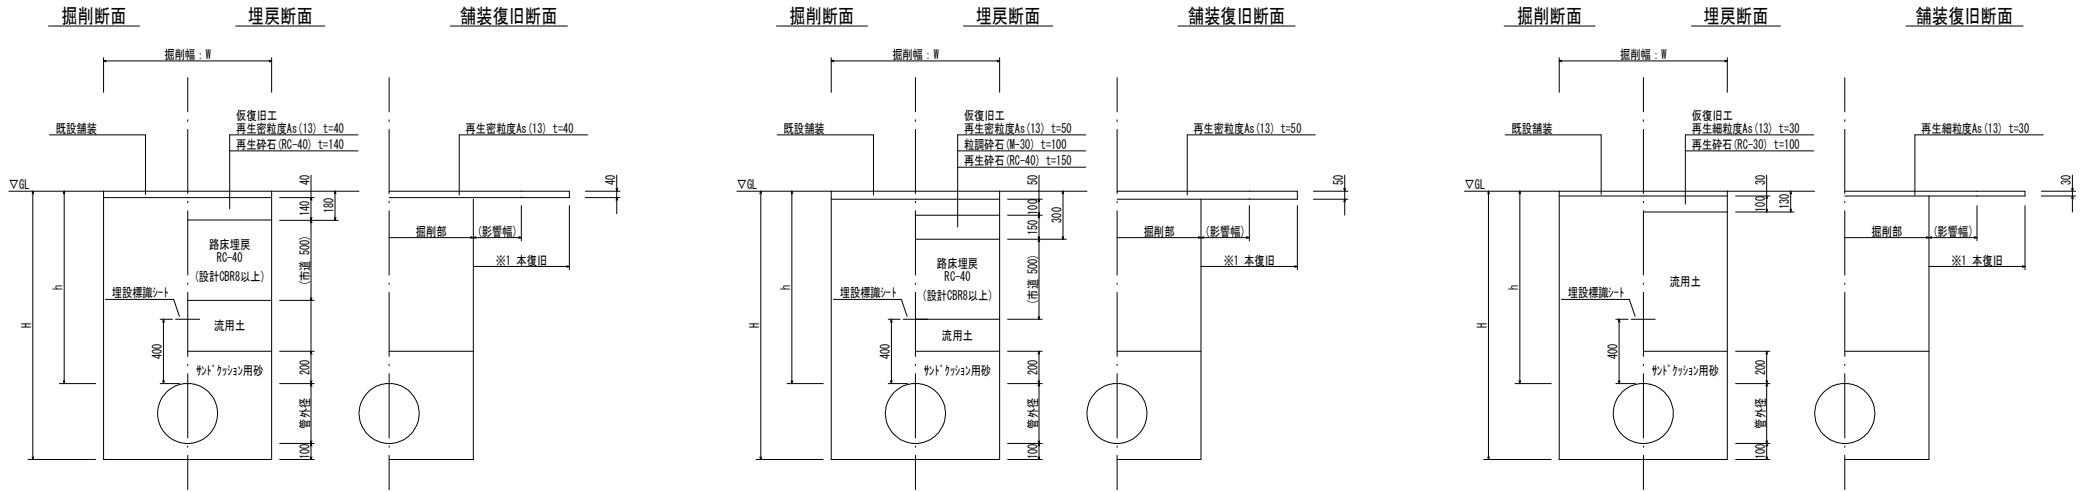 掘削断面
埋戻断面
舗装復旧断面
掘削幅：W
仮復旧工
既設舗装
再生密粒度As(13) t=40
再生砕石(RC-40) t=140
再生密粒度As(13) t=40
▽GL
40
140
180
40
掘削部
(影響幅)
※1 本復旧
路床埋戻
RC-40
(設計CBR8以上)
(市道 500)
埋設標識シート
流用土
h
H
400
200
サンドクッション用砂
管外径
100
掘削断面
埋戻断面
舗装復旧断面
掘削幅：W
仮復旧工
既設舗装
再生密粒度As(13) t=50
粒調砕石(M-30) t=100
再生砕石(RC-40) t=150
再生密粒度As(13) t=50
▽GL
50
100
150
300
50
掘削部
(影響幅)
※1 本復旧
路床埋戻
RC-40
(設計CBR8以上)
(市道 500)
埋設標識シート
流用土
h
H
400
200
サンドクッション用砂
管外径
100
掘削断面
埋戻断面
舗装復旧断面
掘削幅：W
仮復旧工
既設舗装
再生細粒度As(13) t=30
再生砕石(RC-30) t=100
再生細粒度As(13) t=30
▽GL
30
100
130
30
掘削部
(影響幅)
※1 本復旧
流用土
埋設標識シート
h
H
400
200
サンドクッション用砂
管外径
100